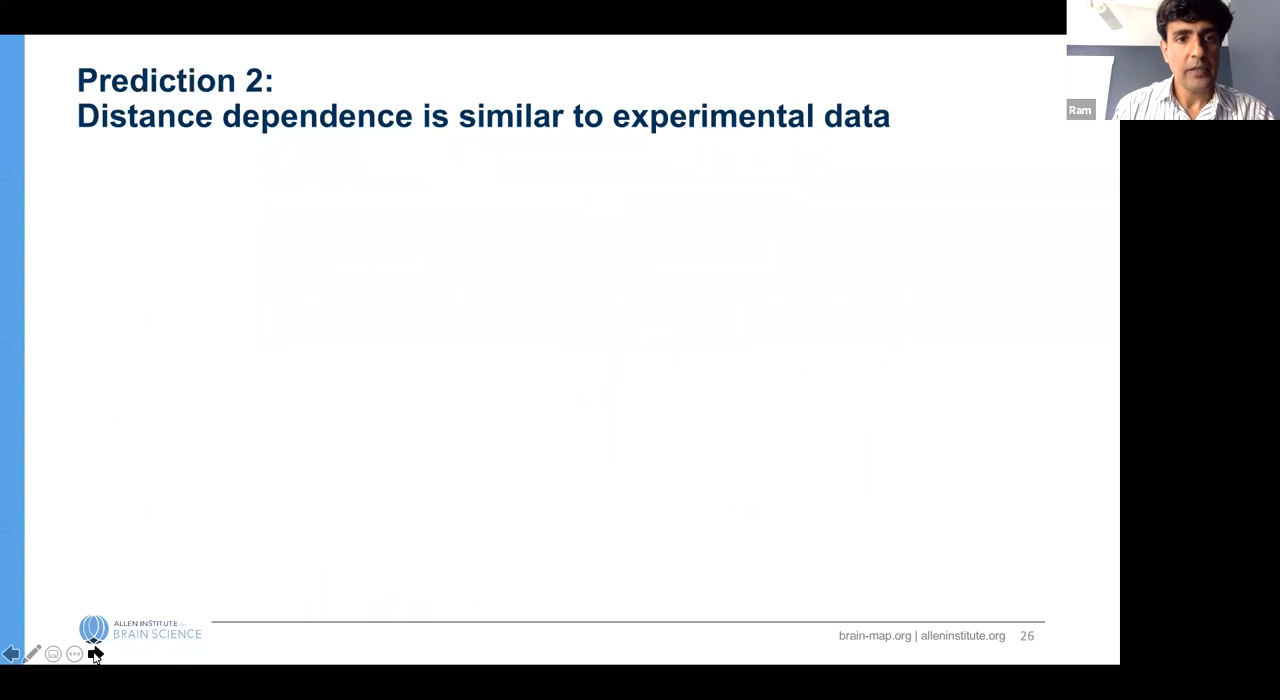 Prediction 2:
Distance dependence is similar to experimental data
Ram
ALLEN INSTITUTE for
BRAIN SCIENCE
brain-map.org | alleninstitute.org 26